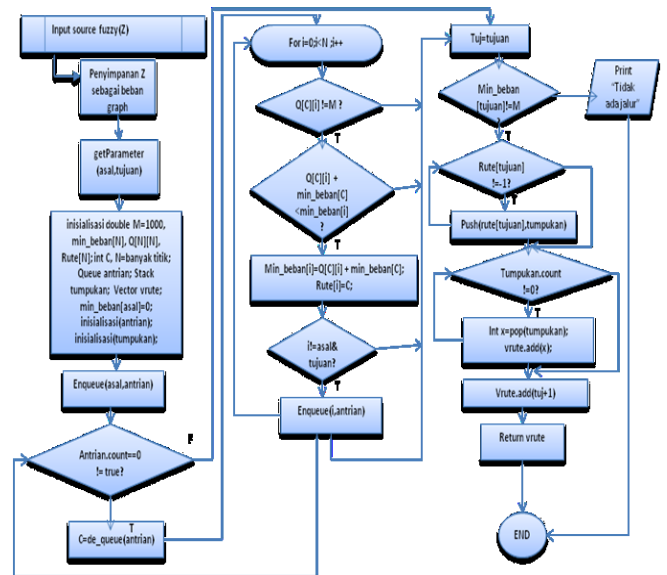 Input source fuzzy(Z)
Penyimpanan Z
sebagai beban
graph
getParameter
(asal,tujuan)
inisialisasi double M=1000,
min_beban[N], Q[N][N],
Rute[N]; int C, N=banyak titik;
Queue antrian; Stack
tumpukan; Vector vrute;
min_beban[asal]=0;
inisialisasi(antrian);
inisialisasi(tumpukan);
Enqueue(asal,antrian)
Antrian.count==0
!= true?
F
T
C=de_queue(antrian)
For i=0;i<N ;i++
Q[C][i] !=M ?
T
Q[C][i] +
min_beban[C]
<min_beban[i]
?
T
Min_beban[i]=Q[C][i] + min_beban[C];
Rute[i]=C;
i!=asal&
tujuan?
T
Enqueue(i,antrian)
Tuj=tujuan
Min_beban
[tujuan]!=M
?
T
Print
"Tidak
ada jalur"
Rute[tujuan]
!=-1?
T
Push(rute[tujuan],tumpukan)
Tumpukan.count
!=0?
T
Int x=pop(tumpukan);
vrute.add(x);
Vrute.add(tuj+1)
Return vrute
END